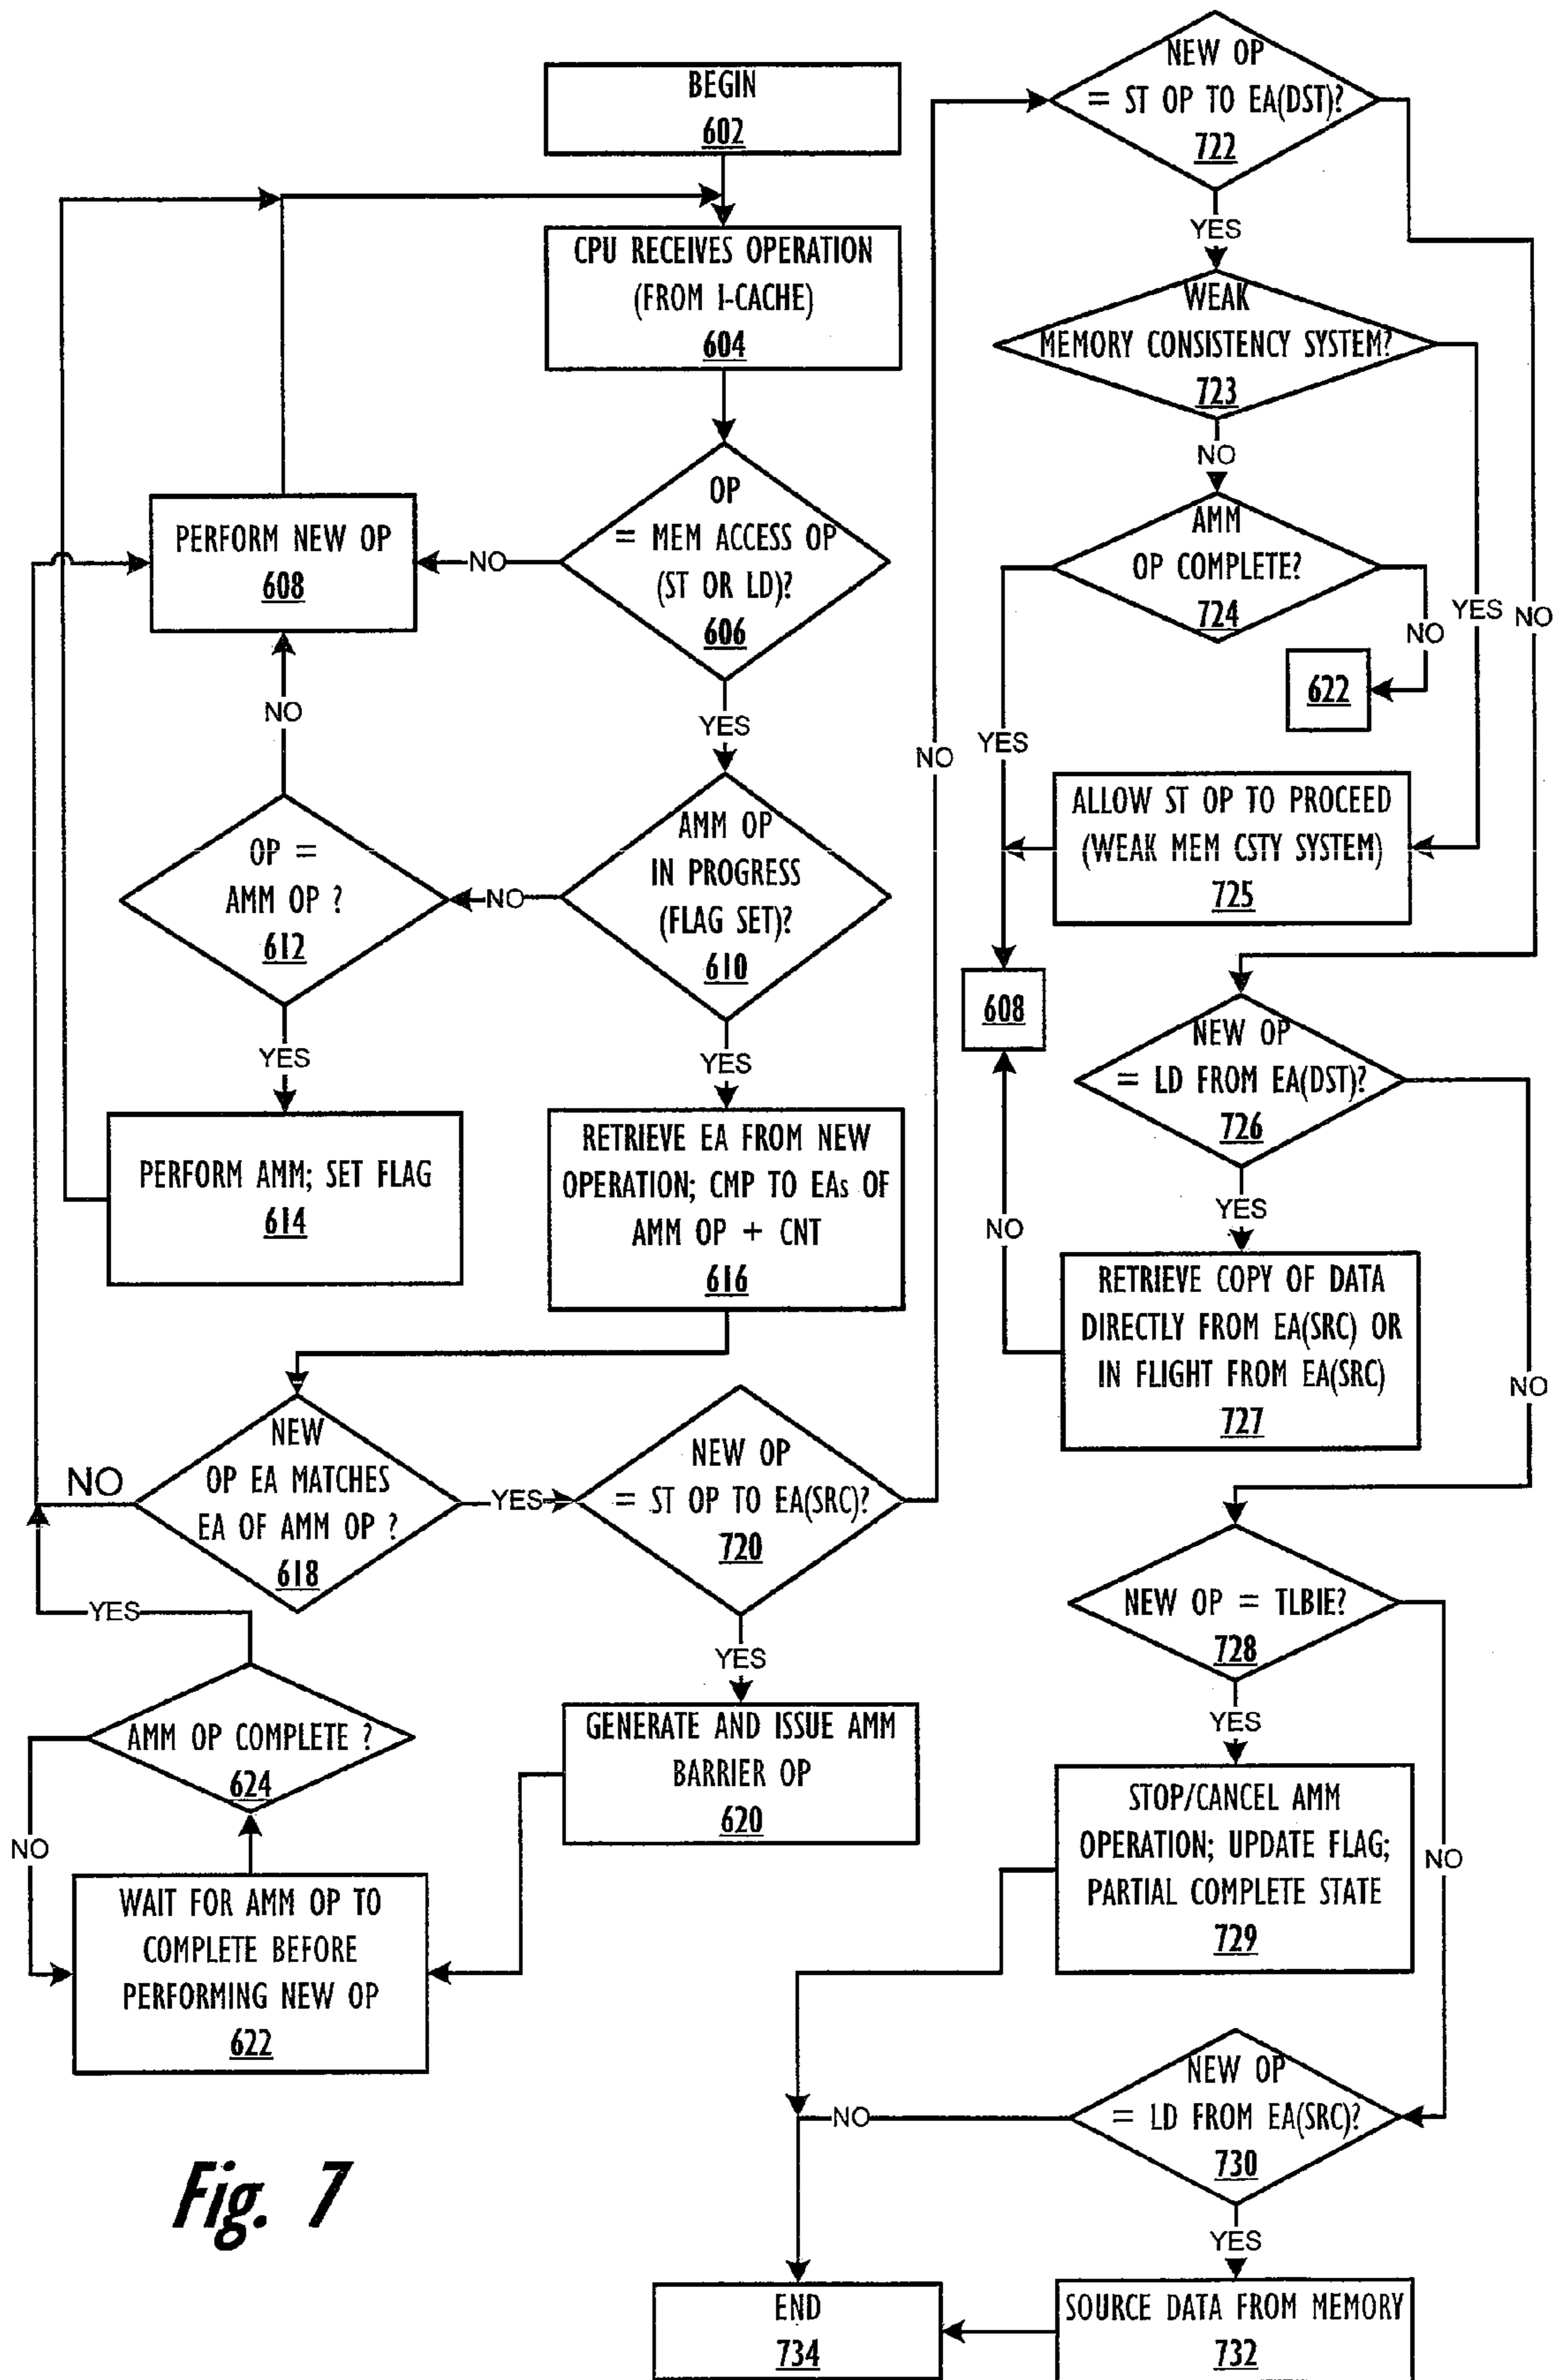 BEGIN
602
CPU RECEIVES OPERATION
(FROM I-CACHE)
604
OP
= MEM ACCESS OP
(ST OR LD)?
606
NO
YES
PERFORM NEW OP
608
NO
AMM OP
IN PROGRESS
(FLAG SET)?
610
NO
YES
OP =
AMM OP ?
612
YES
PERFORM AMM; SET FLAG
614
RETRIEVE EA FROM NEW
OPERATION; CMP TO EAs OF
AMM OP + CNT
616
NEW
OP EA MATCHES
EA OF AMM OP ?
618
NO
YES
NEW OP
= ST OP TO EA(SRC)?
720
NO
YES
GENERATE AND ISSUE AMM
BARRIER OP
620
YES
AMM OP COMPLETE ?
624
NO
WAIT FOR AMM OP TO
COMPLETE BEFORE
PERFORMING NEW OP
622
NEW OP
= ST OP TO EA(DST)?
722
YES
NO
WEAK
MEMORY CONSISTENCY SYSTEM?
723
NO
YES
AMM
OP COMPLETE?
724
NO
622
YES
ALLOW ST OP TO PROCEED
(WEAK MEM CSTY SYSTEM)
725
608
NEW OP
= LD FROM EA(DST)?
726
YES
NO
RETRIEVE COPY OF DATA
DIRECTLY FROM EA(SRC) OR
IN FLIGHT FROM EA(SRC)
727
NO
NEW OP = TLBIE?
728
YES
NO
STOP/CANCEL AMM
OPERATION; UPDATE FLAG;
PARTIAL COMPLETE STATE
729
NEW OP
= LD FROM EA(SRC)?
730
NO
YES
SOURCE DATA FROM MEMORY
732
END
734
Fig. 7